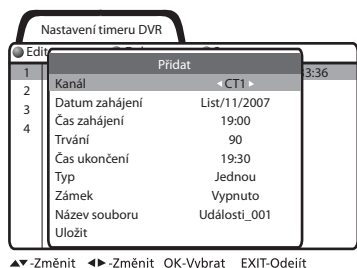 Nastavení timeru DVR
Edit
1 3:36
Přidat
Kanál CT1
2
Datum zahájení List/11/2007
3
Čas zahájení 19:00
4
Trvání 90
Čas ukončení 19:30
Typ Jednou
Zámek Vypnuto
Název souboru Události_001
Uložit
▲▼-Změnit ◄►-Změnit OK-Vybrat EXIT-Odejít